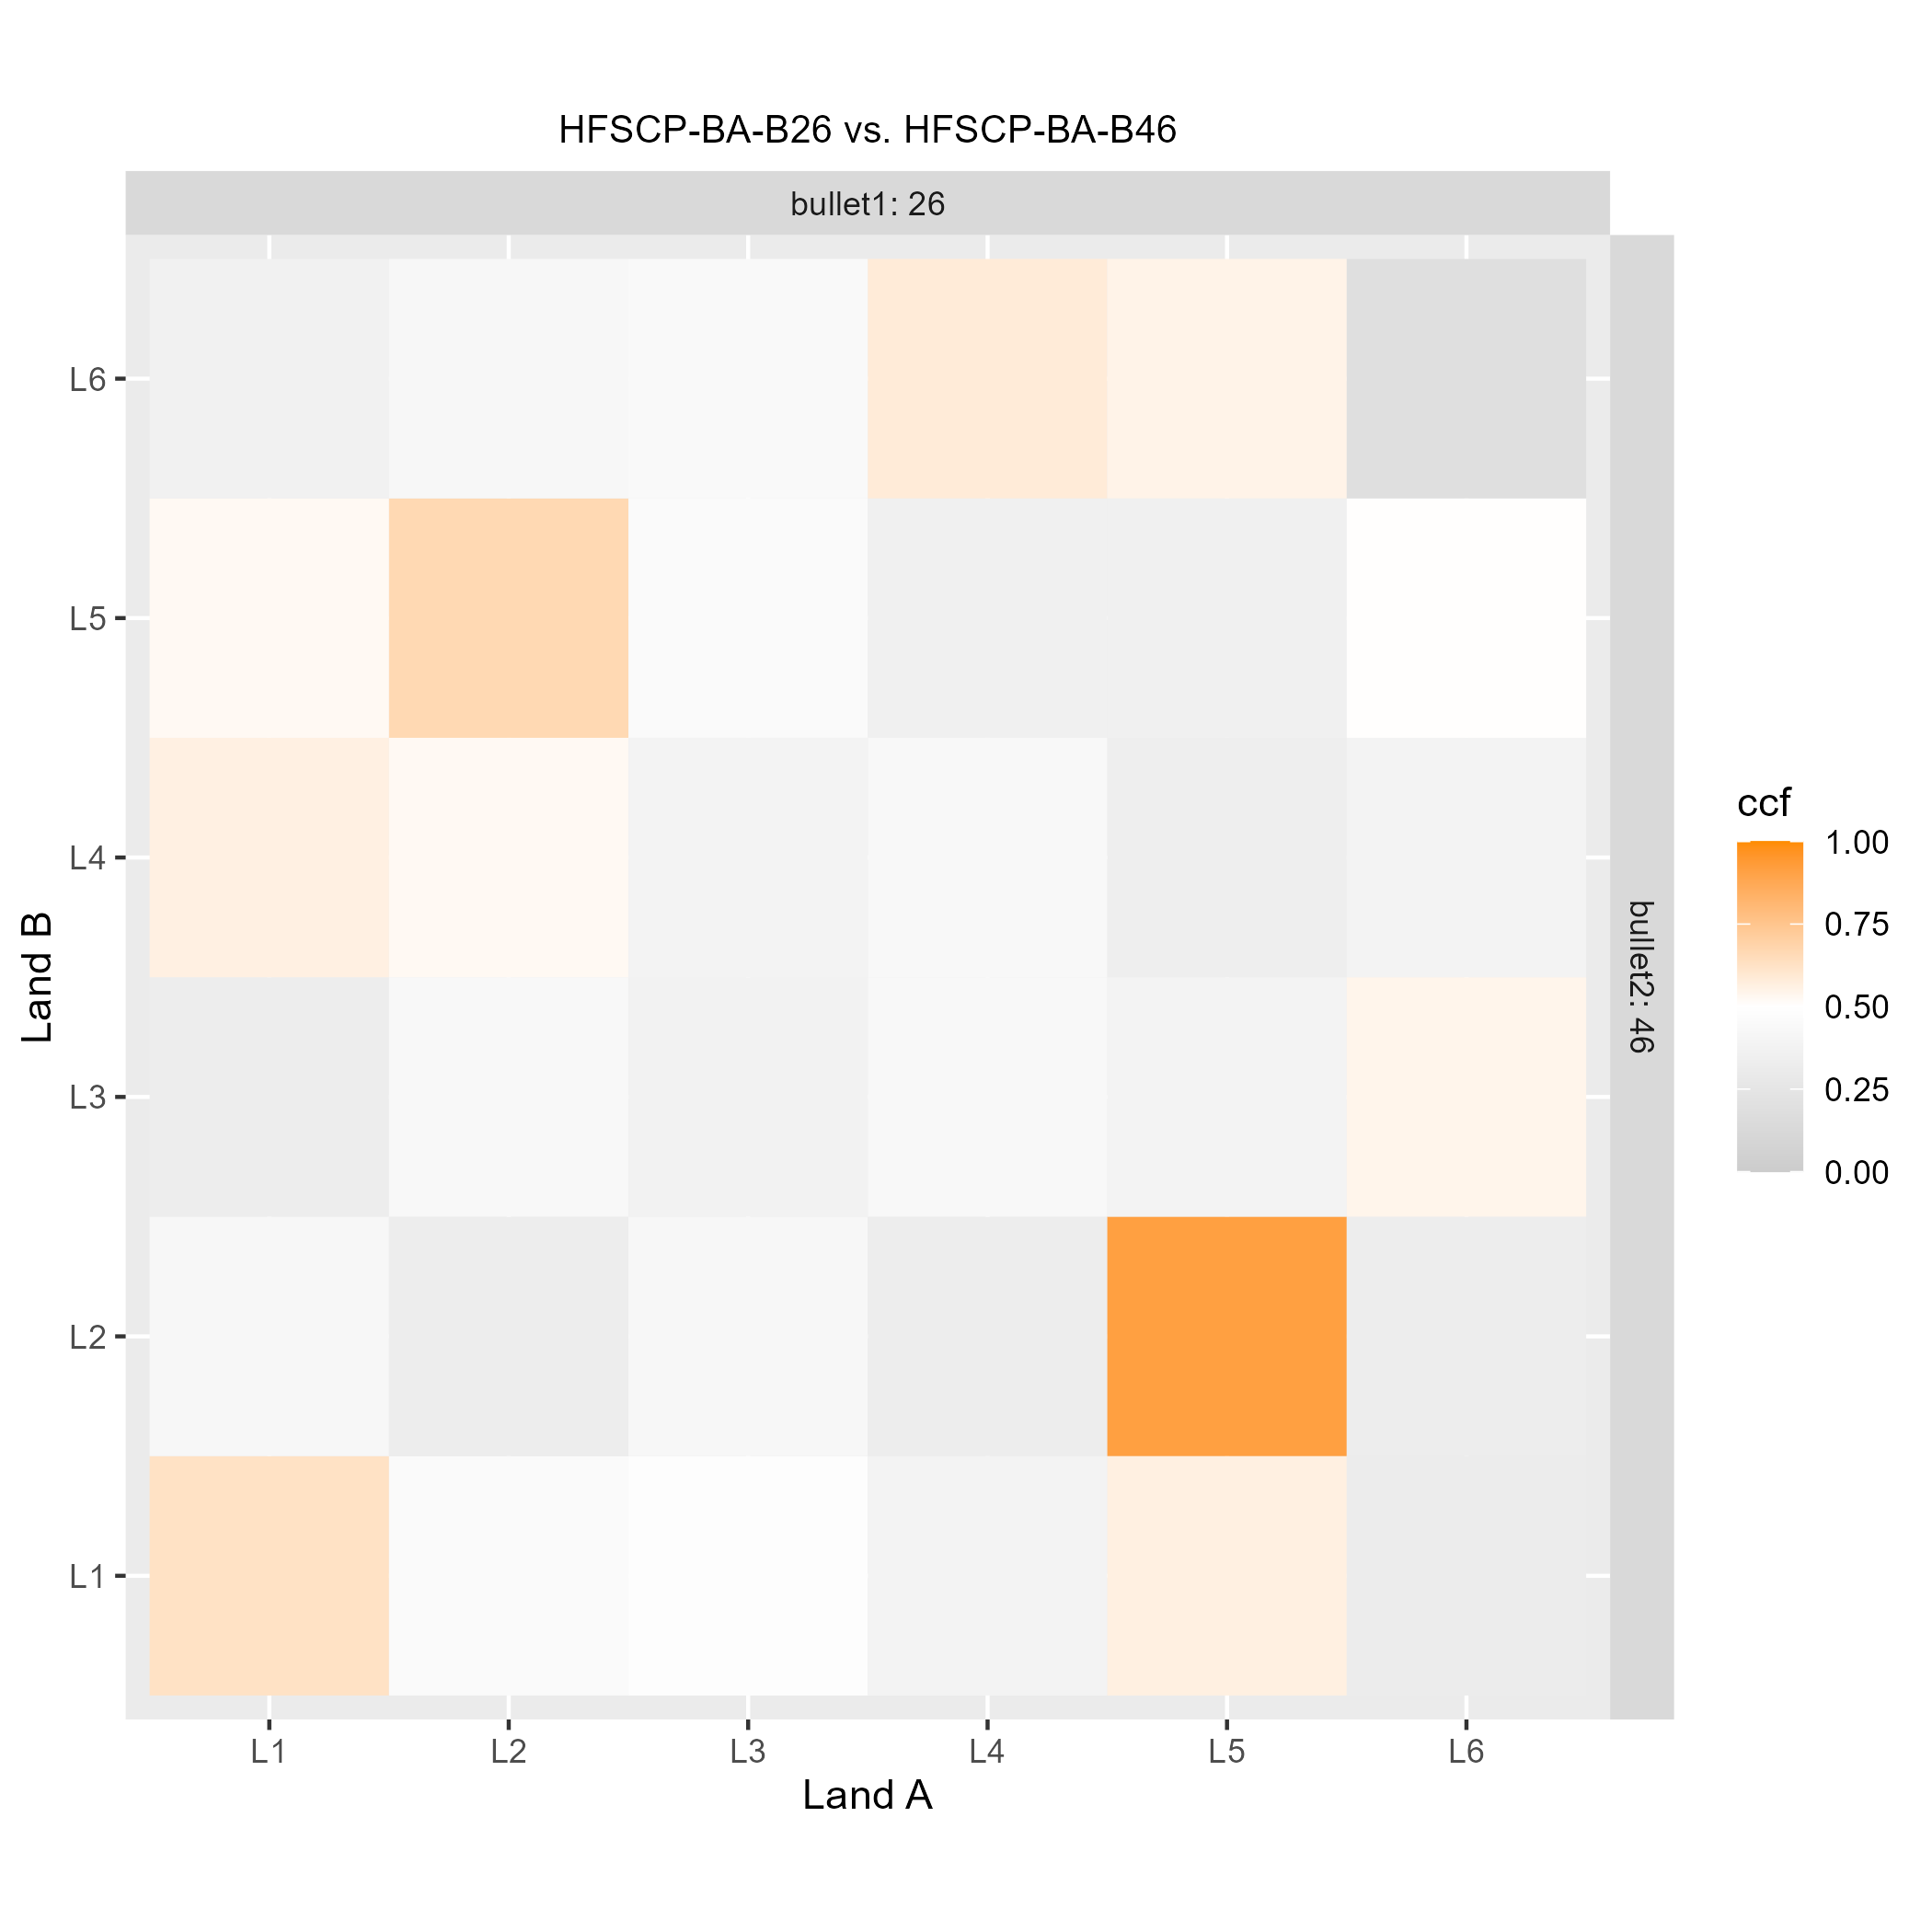 HFSCP-BA-B26 vs. HFSCP-BA-B46
bullet1: 26
L6
L5
L4
L3
L2
L1
Land B
bullet2: 46
L1 L2 L3 L4 L5 L6
Land A
ccf
1.00
0.75
0.50
0.25
0.00